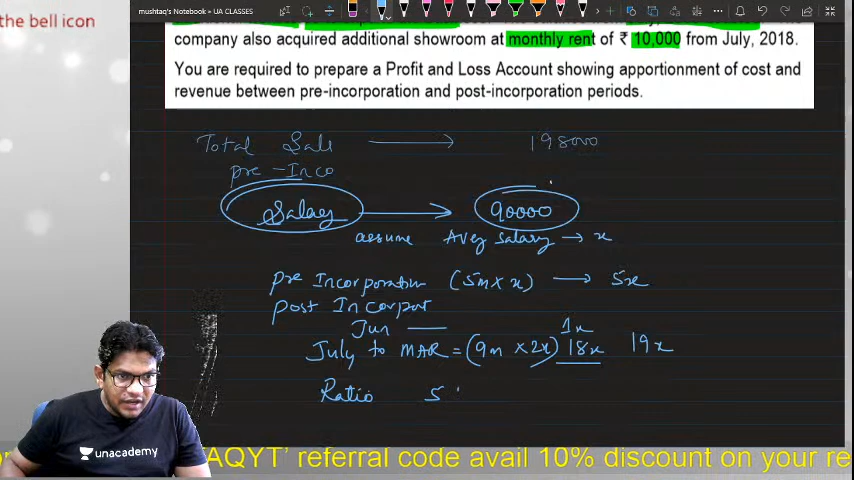 mushtaq's Notebook » UA CLASSES
the bell icon
company also acquired additional showroom at monthly rent of ₹ 10,000 from July, 2018.
You are required to prepare a Profit and Loss Account showing apportionment of cost and
revenue between pre-incorporation and post-incorporation periods.
Total Sale → 198000
pre - Inco
Salary → 90000
assume Aveg salary → x
pre Incorporation (5m × x) → 5x
post Incorport
Jun — 1x
July to MAR = (9m × 2x) 18x 19x
Ratio 5
unacademy
'AQYT' referral code avail 10% discount on your re